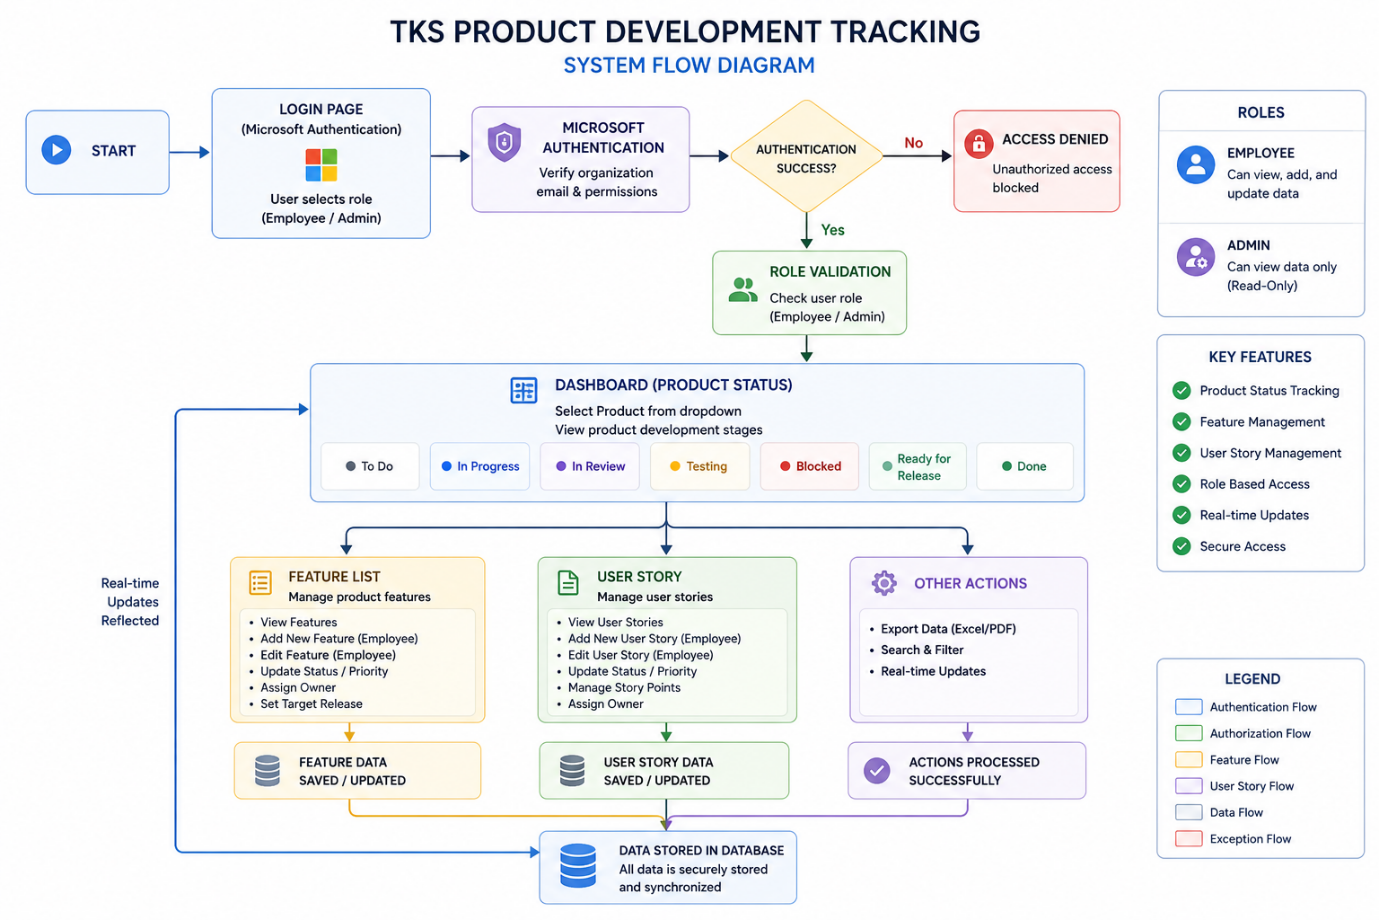 TKS PRODUCT DEVELOPMENT TRACKING
SYSTEM FLOW DIAGRAM
START
LOGIN PAGE
(Microsoft Authentication)
User selects role
(Employee / Admin)
MICROSOFT
AUTHENTICATION
Verify organization
email & permissions
AUTHENTICATION
SUCCESS?
No
Yes
ACCESS DENIED
Unauthorized access
blocked
ROLE VALIDATION
Check user role
(Employee / Admin)
ROLES
EMPLOYEE
Can view, add, and
update data
ADMIN
Can view data only
(Read-Only)
DASHBOARD (PRODUCT STATUS)
Select Product from dropdown
View product development stages
To Do
In Progress
In Review
Testing
Blocked
Ready for
Release
Done
KEY FEATURES
Product Status Tracking
Feature Management
User Story Management
Role Based Access
Real-time Updates
Secure Access
Real-time
Updates
Reflected
FEATURE LIST
Manage product features
• View Features
• Add New Feature (Employee)
• Edit Feature (Employee)
• Update Status / Priority
• Assign Owner
• Set Target Release
USER STORY
Manage user stories
• View User Stories
• Add New User Story (Employee)
• Edit User Story (Employee)
• Update Status / Priority
• Manage Story Points
• Assign Owner
OTHER ACTIONS
• Export Data (Excel/PDF)
• Search & Filter
• Real-time Updates
FEATURE DATA
SAVED / UPDATED
USER STORY DATA
SAVED / UPDATED
ACTIONS PROCESSED
SUCCESSFULLY
DATA STORED IN DATABASE
All data is securely stored
and synchronized
LEGEND
Authentication Flow
Authorization Flow
Feature Flow
User Story Flow
Data Flow
Exception Flow